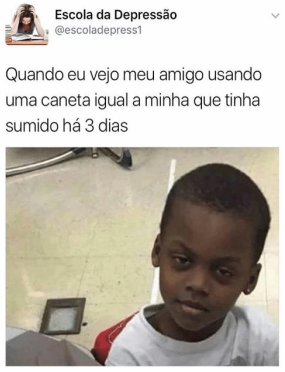 Escola da Depressão
@escoladepress1
Quando eu vejo meu amigo usando
uma caneta igual a minha que tinha
sumido há 3 dias